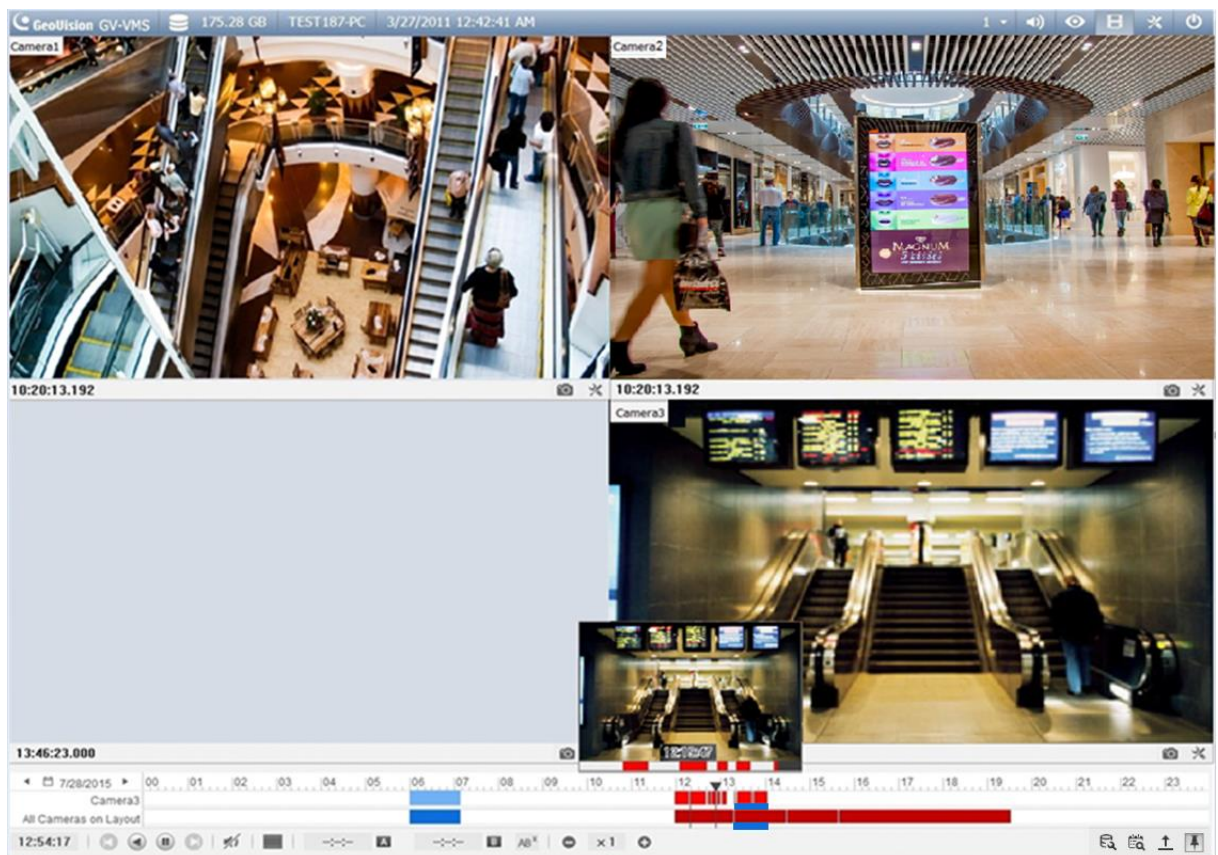 GeoVision GV-VMS 175.28 GB TEST187-PC 3/27/2011 12:42:41 AM 1
Camera1
Camera2
MAGNUM
10:20:13.192
10:20:13.192
Camera3
13:46:23.000
7/28/2015 00 01 02 03 04 05 06 07 08 09 10 11 12 13 14 15 16 17 18 19 20 21 22 23
Camera3
All Cameras on Layout
12:54:17 --:--:-- A --:--:-- B AB x 1